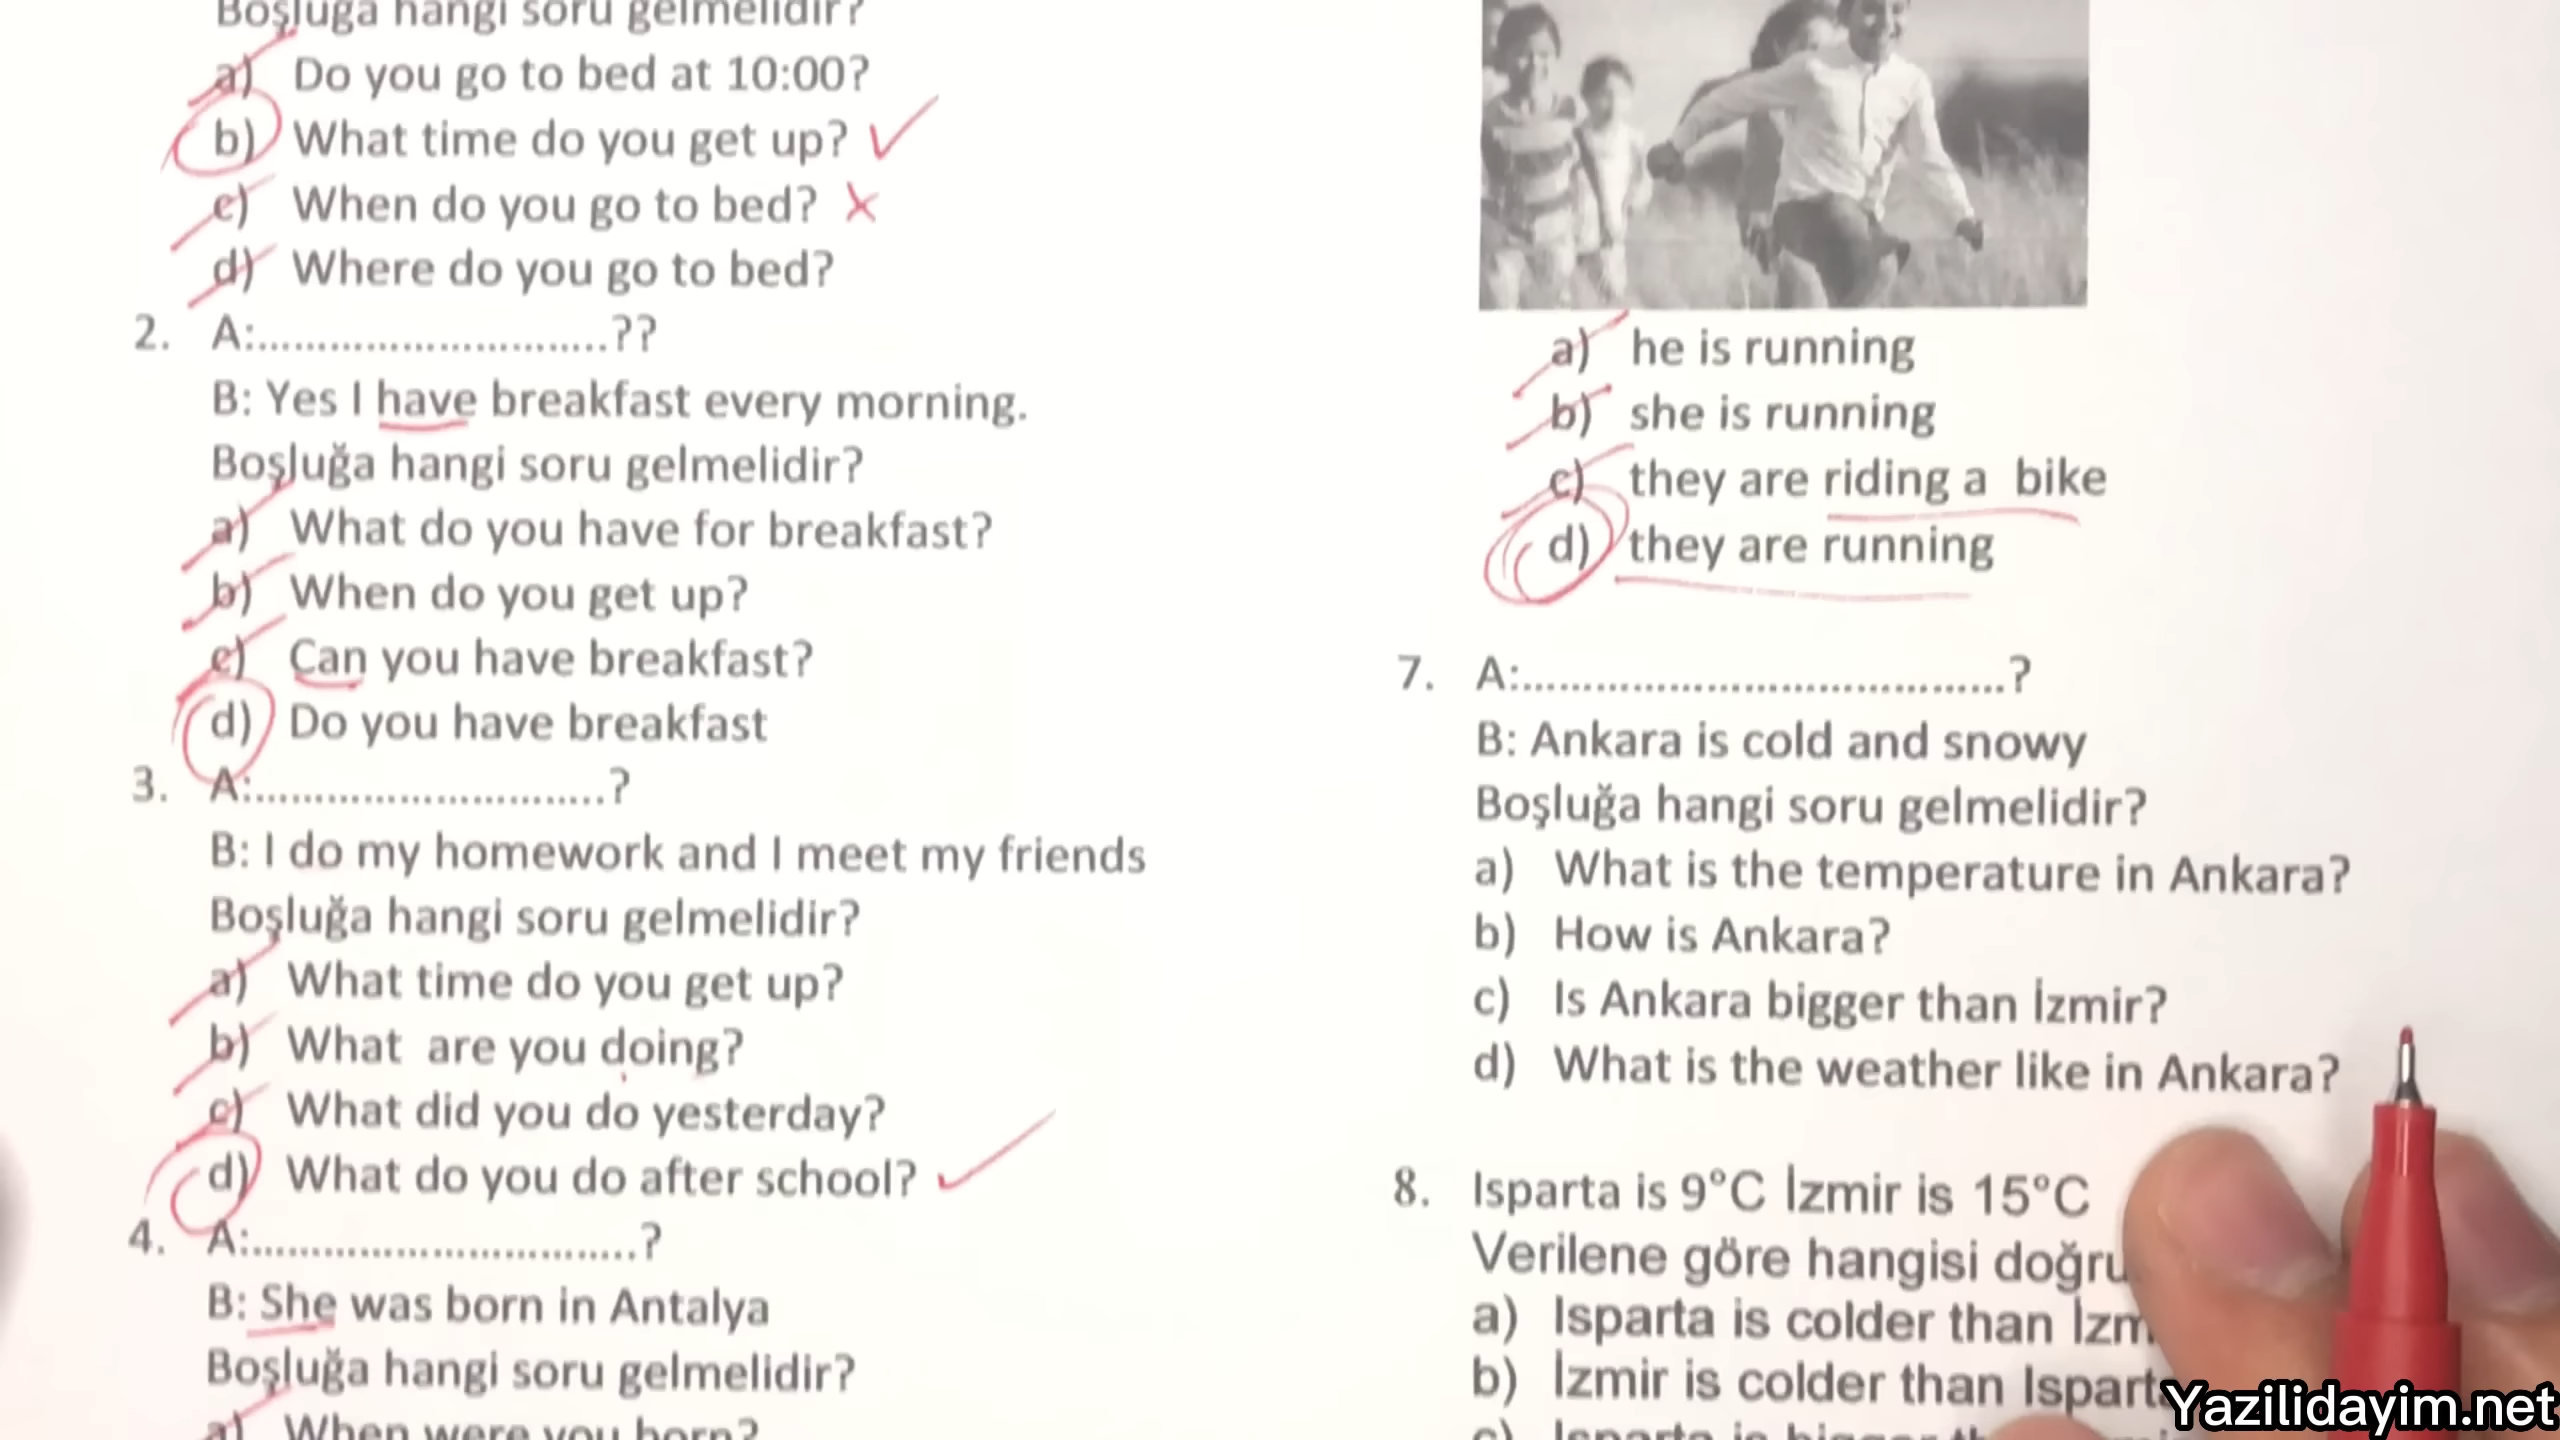 Boşluğa hangi soru gelmelidir?
a) Do you go to bed at 10:00?
b) What time do you get up?
c) When do you go to bed?
d) Where do you go to bed?
2. A:.............................??
B: Yes I have breakfast every morning.
Boşluğa hangi soru gelmelidir?
a) What do you have for breakfast?
b) When do you get up?
c) Can you have breakfast?
d) Do you have breakfast
3. A:.............................?
B: I do my homework and I meet my friends
Boşluğa hangi soru gelmelidir?
a) What time do you get up?
b) What are you doing?
c) What did you do yesterday?
d) What do you do after school?
4. A:................................?
B: She was born in Antalya
Boşluğa hangi soru gelmelidir?
a) When were you born?
a) he is running
b) she is running
c) they are riding a bike
d) they are running
7. A:........................................?
B: Ankara is cold and snowy
Boşluğa hangi soru gelmelidir?
a) What is the temperature in Ankara?
b) How is Ankara?
c) Is Ankara bigger than İzmir?
d) What is the weather like in Ankara?
8. Isparta is 9°C İzmir is 15°C
Verilene göre hangisi doğru
a) Isparta is colder than İzm
b) İzmir is colder than Ispart
c) Isparta is bigger
Yazilidayim.net